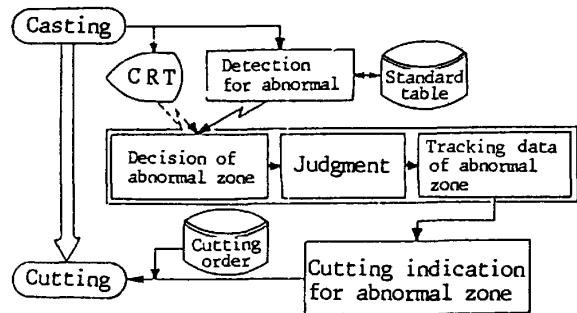 Casting
CRT
Detection
for abnormal
Standard
table
Decision of
abnormal zone
Judgment
Tracking data
of abnormal
zone
Cutting
order
Cutting
Cutting indication
for abnormal zone